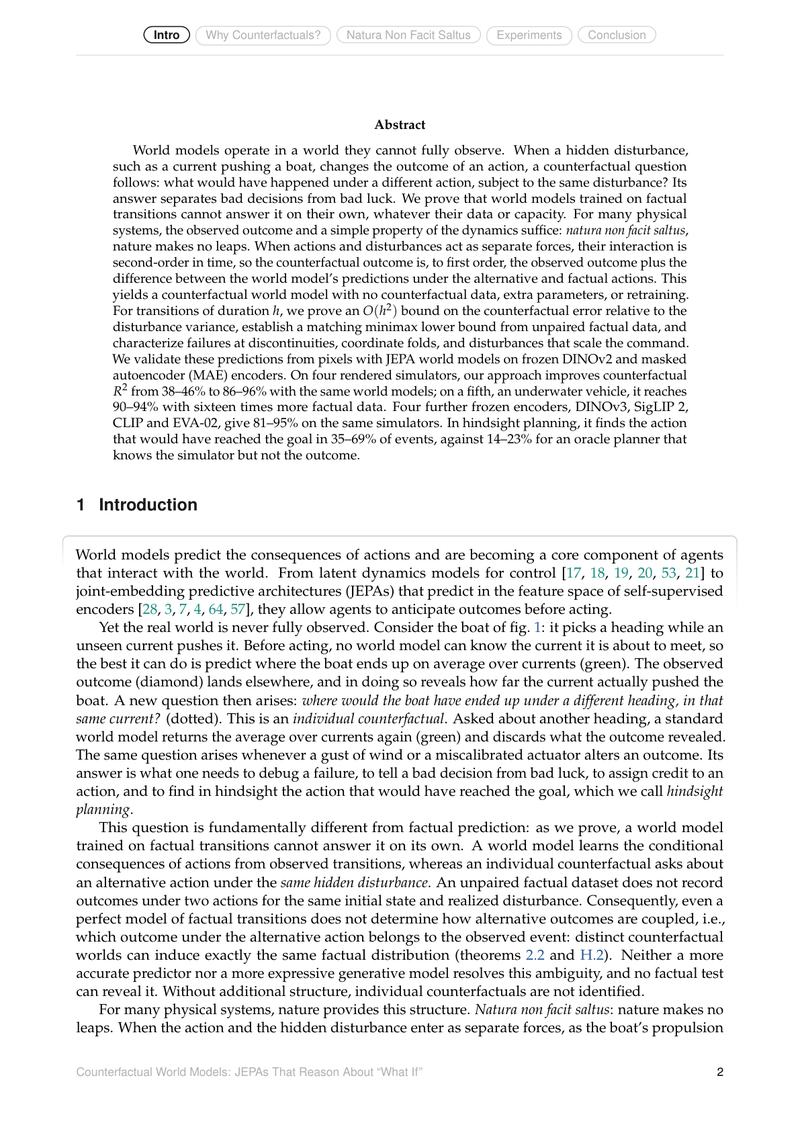 Intro Why Counterfactuals? Natura Non Facit Saltus Experiments Conclusion
Abstract
World models operate in a world they cannot fully observe. When a hidden disturbance,
such as a current pushing a boat, changes the outcome of an action, a counterfactual question
follows: what would have happened under a different action, subject to the same disturbance? Its
answer separates bad decisions from bad luck. We prove that world models trained on factual
transitions cannot answer it on their own, whatever their data or capacity. For many physical
systems, the observed outcome and a simple property of the dynamics suffice: natura non facit saltus,
nature makes no leaps. When actions and disturbances act as separate forces, their interaction is
second-order in time, so the counterfactual outcome is, to first order, the observed outcome plus the
difference between the world model's predictions under the alternative and factual actions. This
yields a counterfactual world model with no counterfactual data, extra parameters, or retraining.
For transitions of duration h, we prove an O(h²) bound on the counterfactual error relative to the
disturbance variance, establish a matching minimax lower bound from unpaired factual data, and
characterize failures at discontinuities, coordinate folds, and disturbances that scale the command.
We validate these predictions from pixels with JEPA world models on frozen DINOv2 and masked
autoencoder (MAE) encoders. On four rendered simulators, our approach improves counterfactual
R² from 38–46% to 86–96% with the same world models; on a fifth, an underwater vehicle, it reaches
90–94% with sixteen times more factual data. Four further frozen encoders, DINOv3, SigLIP 2,
CLIP and EVA-02, give 81–95% on the same simulators. In hindsight planning, it finds the action
that would have reached the goal in 35–69% of events, against 14–23% for an oracle planner that
knows the simulator but not the outcome.
1 Introduction
World models predict the consequences of actions and are becoming a core component of agents
that interact with the world. From latent dynamics models for control [17, 18, 19, 20, 53, 21] to
joint-embedding predictive architectures (JEPAs) that predict in the feature space of self-supervised
encoders [28, 3, 7, 4, 64, 57], they allow agents to anticipate outcomes before acting.
Yet the real world is never fully observed. Consider the boat of fig. 1: it picks a heading while an
unseen current pushes it. Before acting, no world model can know the current it is about to meet, so
the best it can do is predict where the boat ends up on average over currents (green). The observed
outcome (diamond) lands elsewhere, and in doing so reveals how far the current actually pushed the
boat. A new question then arises: where would the boat have ended up under a different heading, in that
same current? (dotted). This is an individual counterfactual. Asked about another heading, a standard
world model returns the average over currents again (green) and discards what the outcome revealed.
The same question arises whenever a gust of wind or a miscalibrated actuator alters an outcome. Its
answer is what one needs to debug a failure, to tell a bad decision from bad luck, to assign credit to an
action, and to find in hindsight the action that would have reached the goal, which we call hindsight
planning.
This question is fundamentally different from factual prediction: as we prove, a world model
trained on factual transitions cannot answer it on its own. A world model learns the conditional
consequences of actions from observed transitions, whereas an individual counterfactual asks about
an alternative action under the same hidden disturbance. An unpaired factual dataset does not record
outcomes under two actions for the same initial state and realized disturbance. Consequently, even a
perfect model of factual transitions does not determine how alternative outcomes are coupled, i.e.,
which outcome under the alternative action belongs to the observed event: distinct counterfactual
worlds can induce exactly the same factual distribution (theorems 2.2 and H.2). Neither a more
accurate predictor nor a more expressive generative model resolves this ambiguity, and no factual test
can reveal it. Without additional structure, individual counterfactuals are not identified.
For many physical systems, nature provides this structure. Natura non facit saltus: nature makes no
leaps. When the action and the hidden disturbance enter as separate forces, as the boat's propulsion
Counterfactual World Models: JEPAs That Reason About "What If" 2